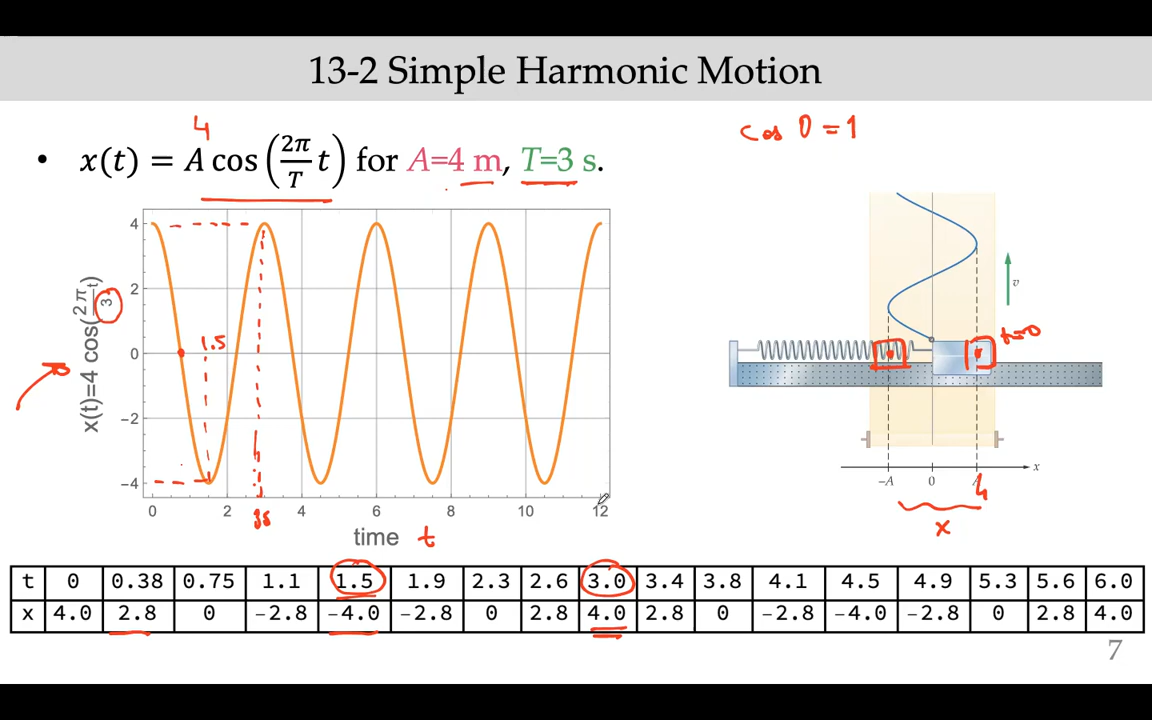 13-2 Simple Harmonic Motion
4
cos 0 = 1
• x(t) = A cos (2π/T t) for A=4 m, T=3 s.
x(t)=4 cos(2π/3 t)
4
2
0
−2
−4
1.5
0 2 4 6 8 10 12
3s
time t
t=0
v
x
−A 0 A
4
x
t 0 0.38 0.75 1.1 1.5 1.9 2.3 2.6 3.0 3.4 3.8 4.1 4.5 4.9 5.3 5.6 6.0
x 4.0 2.8 0 −2.8 −4.0 −2.8 0 2.8 4.0 2.8 0 −2.8 −4.0 −2.8 0 2.8 4.0
7